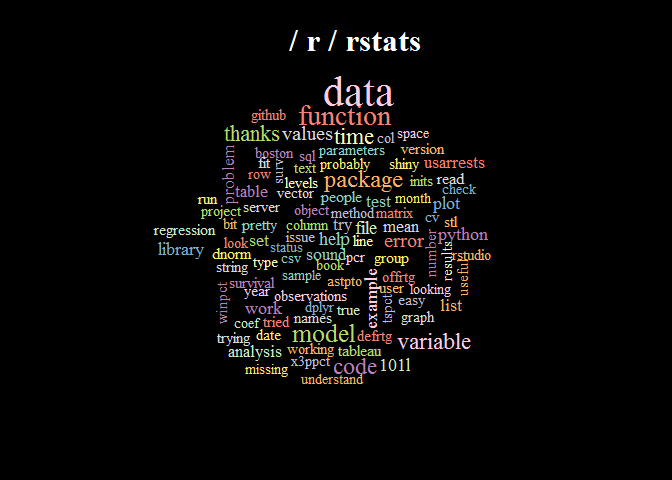 / r / rstats
data
github function
thanks values time col space
boston sql parameters version
problem fit surv text probably shiny usarrests
row levels package inits read
table vector people test month check
run server object method matrix plot
project bit pretty column try file mean cv stl
regression look set issue help line error number python
library status results
dnorm csv sound pcr group rstudio
string type book useful
survival sample astpto offrtg
winpct year observations example user looking
work dplyr true tspct easy list
coef tried names graph
trying date model defrtg variable
analysis working tableau
missing x3ppct code 101l
understand